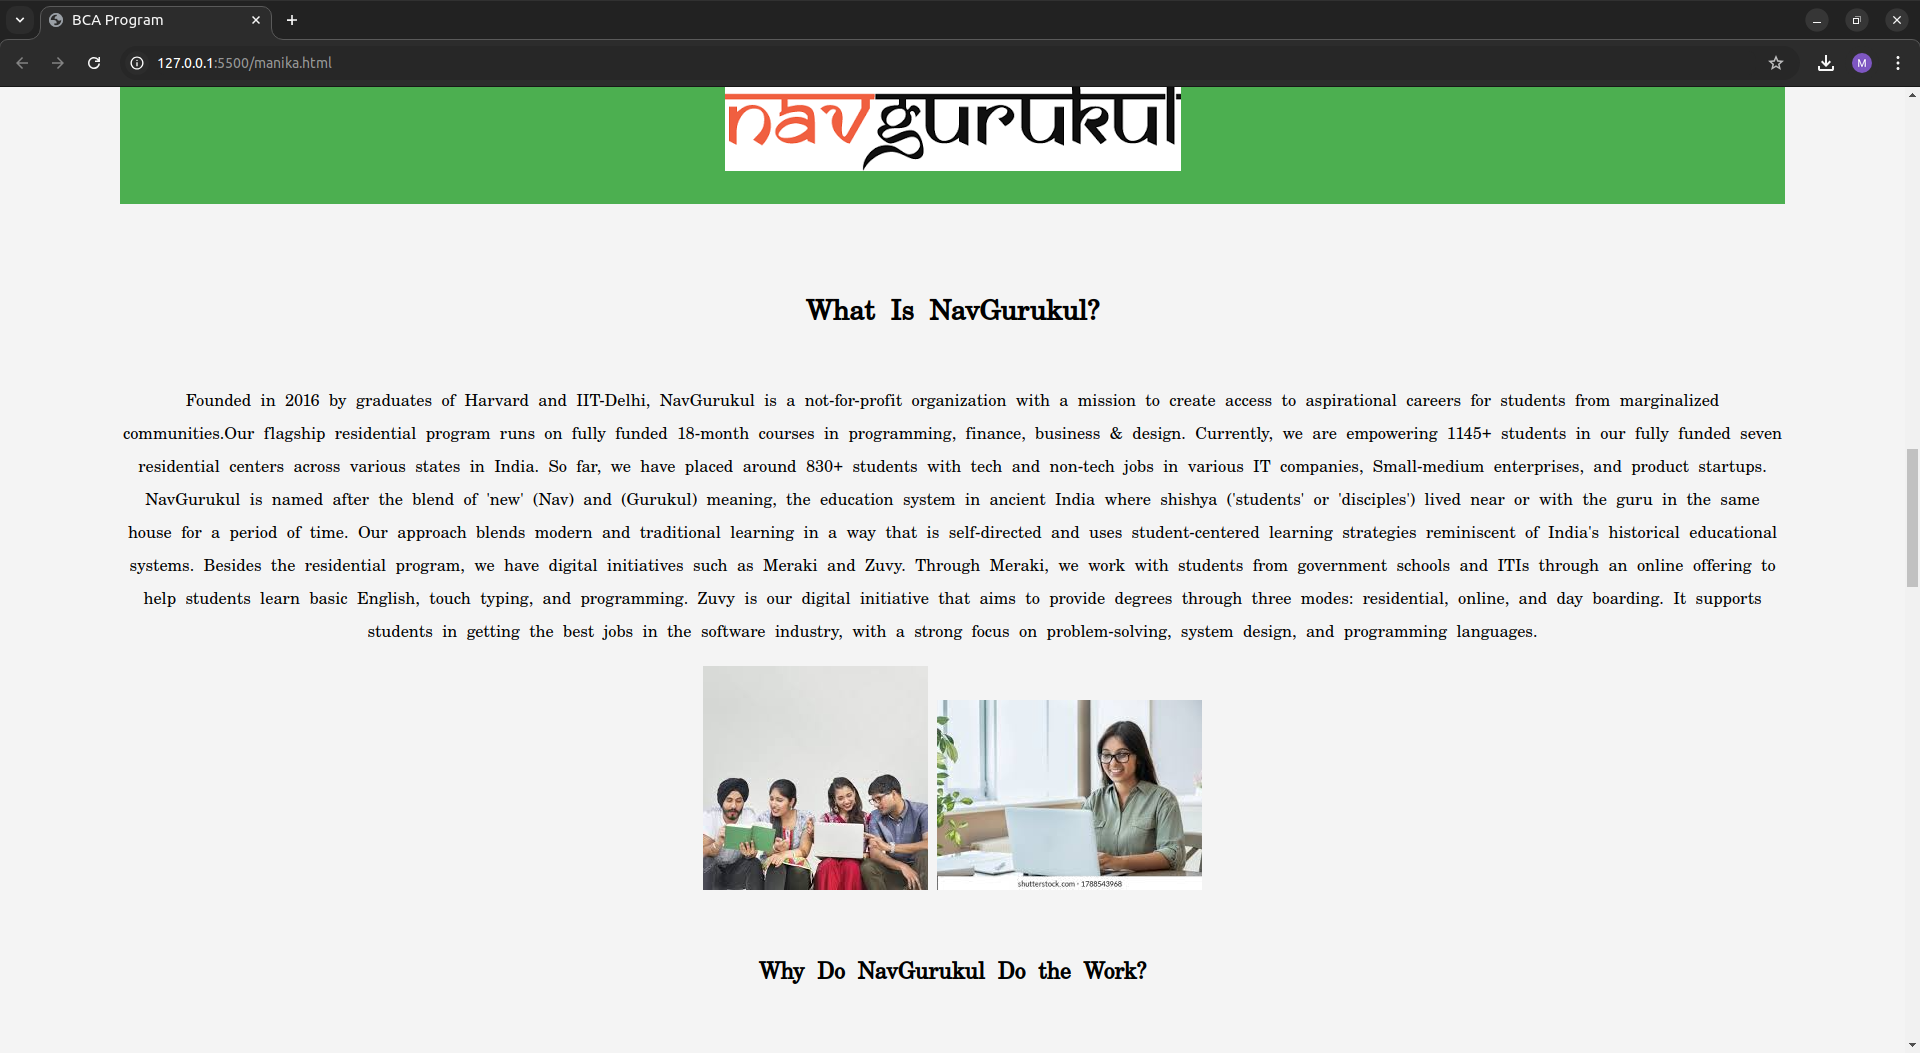 BCA Program
127.0.0.1:5500/manika.html
M
navgurukul
What Is NavGurukul?
Founded in 2016 by graduates of Harvard and IIT-Delhi, NavGurukul is a not-for-profit organization with a mission to create access to aspirational careers for students from marginalized
communities.Our flagship residential program runs on fully funded 18-month courses in programming, finance, business & design. Currently, we are empowering 1145+ students in our fully funded seven
residential centers across various states in India. So far, we have placed around 830+ students with tech and non-tech jobs in various IT companies, Small-medium enterprises, and product startups.
NavGurukul is named after the blend of 'new' (Nav) and (Gurukul) meaning, the education system in ancient India where shishya ('students' or 'disciples') lived near or with the guru in the same
house for a period of time. Our approach blends modern and traditional learning in a way that is self-directed and uses student-centered learning strategies reminiscent of India's historical educational
systems. Besides the residential program, we have digital initiatives such as Meraki and Zuvy. Through Meraki, we work with students from government schools and ITIs through an online offering to
help students learn basic English, touch typing, and programming. Zuvy is our digital initiative that aims to provide degrees through three modes: residential, online, and day boarding. It supports
students in getting the best jobs in the software industry, with a strong focus on problem-solving, system design, and programming languages.
shutterstock.com · 1788543968
Why Do NavGurukul Do the Work?